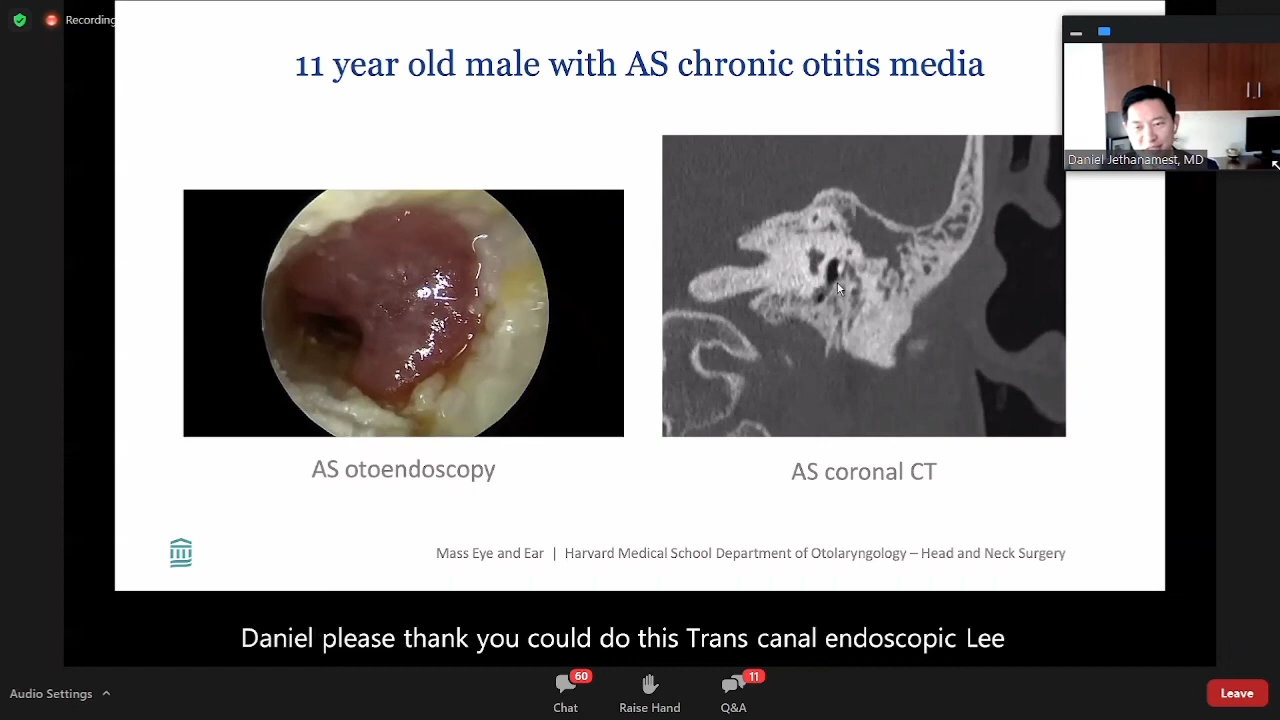 Recording
11 year old male with AS chronic otitis media
Daniel Jethanamest, MD
AS otoendoscopy
AS coronal CT
Mass Eye and Ear | Harvard Medical School Department of Otolaryngology – Head and Neck Surgery
Daniel please thank you could do this Trans canal endoscopic Lee
Audio Settings
60
Chat
Raise Hand
11
Q&A
Leave